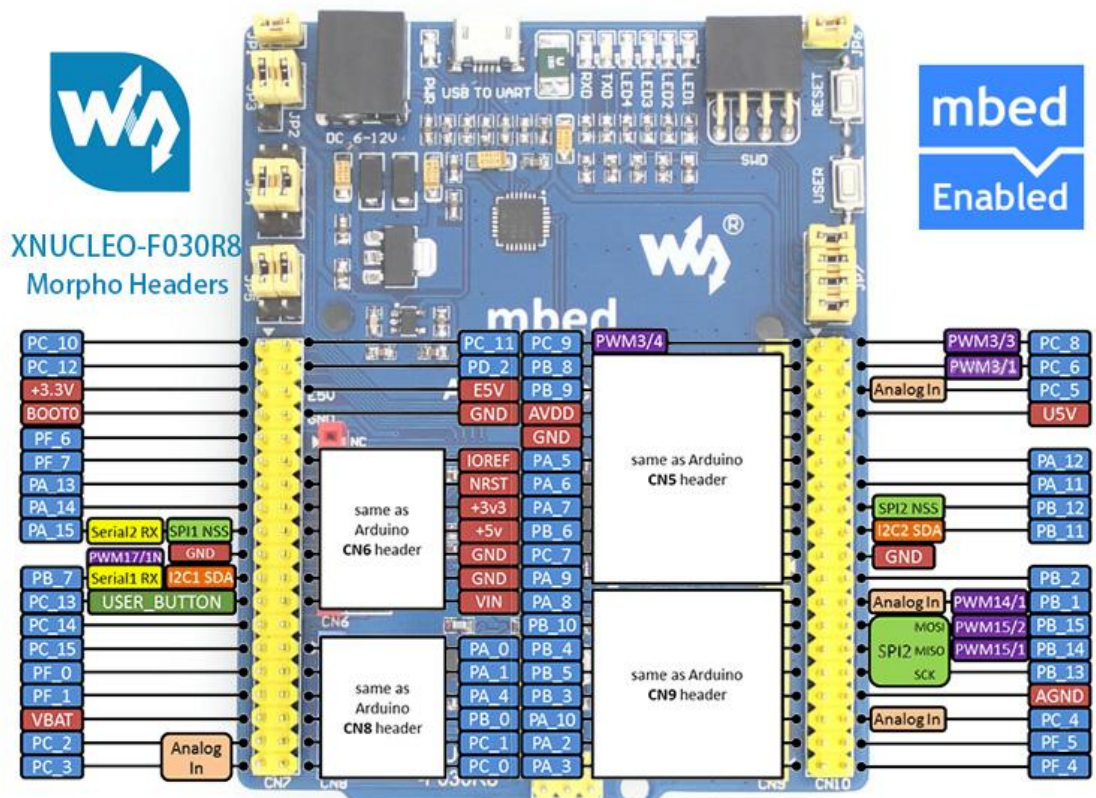 JP1
JP3
JP2
JP4
JP5
DC 6-12V
PWR
USB TO UART
RXD
TXD
LED4
LED3
LED2
LED1
SWD
JP6
RESET
USER
JP7
mbed
Enabled
®
XNUCLEO-F030R8
Morpho Headers
mbed
PC_10
PC_11
PC_9
PWM3/4
PWM3/3
PC_8
PC_12
PD_2
PB_8
PWM3/1
PC_6
+3.3V
E5V
E5V
PB_9
Analog In
PC_5
BOOT0
GND
GND
AVDD
U5V
PF_6
NC
GND
PF_7
IOREF
PA_5
PA_12
PA_13
NRST
PA_6
PA_11
PA_14
+3v3
PA_7
SPI2 NSS
PB_12
PA_15
Serial2 RX
SPI1 NSS
+5v
PB_6
I2C2 SDA
PB_11
PWM17/1N
GND
GND
PC_7
GND
PB_7
Serial1 RX
I2C1 SDA
GND
PA_9
PB_2
PC_13
USER_BUTTON
VIN
PA_8
Analog In
PWM14/1
PB_1
PC_14
CN6
PB_10
MOSI
PWM15/2
PB_15
PC_15
PA_0
PB_4
SPI2 MISO
PWM15/1
PB_14
PF_0
PA_1
PB_5
SCK
PB_13
PF_1
PA_4
PB_3
AGND
VBAT
PB_0
PA_10
Analog In
PC_4
PC_2
Analog
In
PC_1
PA_2
PF_5
PC_3
PC_0
PA_3
PF_4
same as
Arduino
CN6 header
same as
Arduino
CN8 header
same as Arduino
CN5 header
same as Arduino
CN9 header
CN7
CN8
-F030R8
CN9
CN10